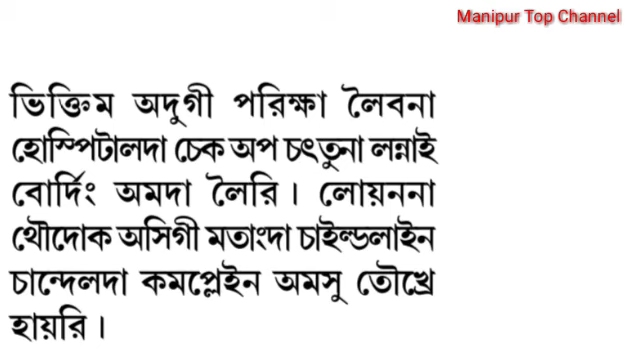 Manipur Top Channel
ভিক্তিম অদুগী পরিক্ষা লৈবনা
হোস্পিটালদা চেক অপ চৎতুনা লন্নাই
বোর্দিং অমদা লৈরি। লোয়ননা
থৌদোক অসিগী মতাংদা চাইল্ডলাইন
চান্দেলদা কমপ্লেইন অমসু তৌখ্রে
হায়রি।